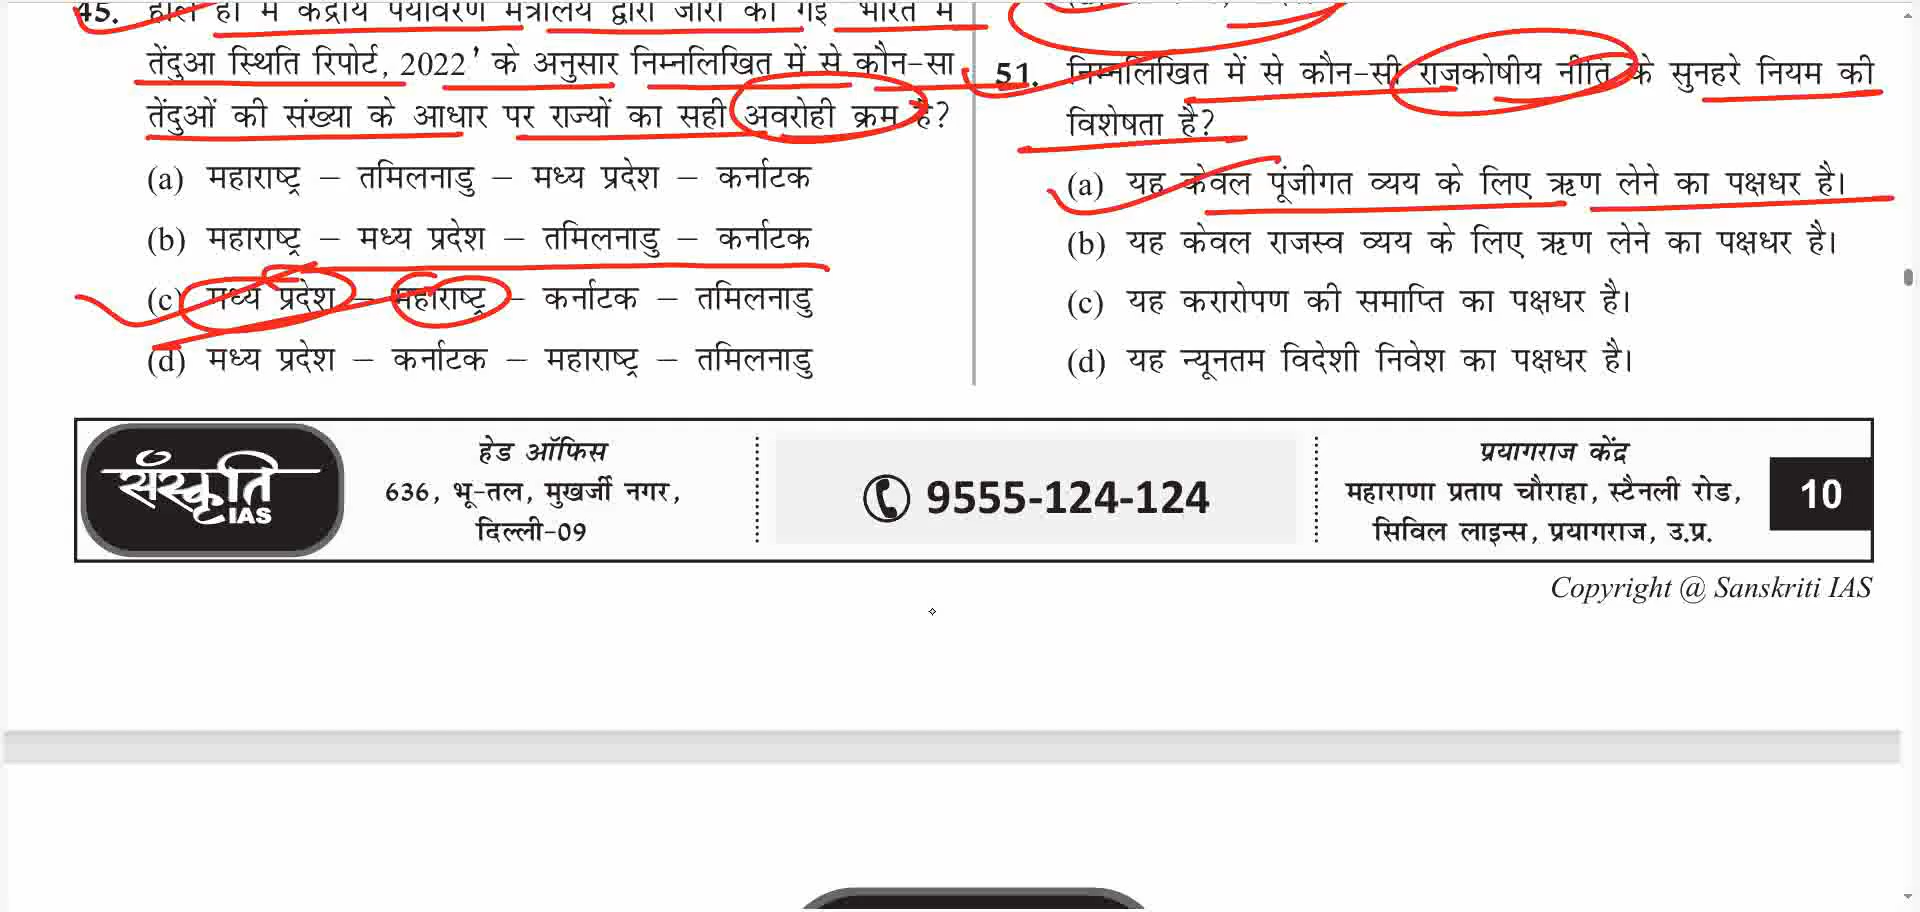 45. हाल ही में केंद्रीय पर्यावरण मंत्रालय द्वारा जारी की गई 'भारत में
तेंदुआ स्थिति रिपोर्ट, 2022' के अनुसार निम्नलिखित में से कौन-सा
तेंदुओं की संख्या के आधार पर राज्यों का सही अवरोही क्रम है?
(a) महाराष्ट्र – तमिलनाडु – मध्य प्रदेश – कर्नाटक
(b) महाराष्ट्र – मध्य प्रदेश – तमिलनाडु – कर्नाटक
(c) मध्य प्रदेश – महाराष्ट्र – कर्नाटक – तमिलनाडु
(d) मध्य प्रदेश – कर्नाटक – महाराष्ट्र – तमिलनाडु
51. निम्नलिखित में से कौन-सी राजकोषीय नीति के सुनहरे नियम की
विशेषता है?
(a) यह केवल पूंजीगत व्यय के लिए ऋण लेने का पक्षधर है।
(b) यह केवल राजस्व व्यय के लिए ऋण लेने का पक्षधर है।
(c) यह करारोपण की समाप्ति का पक्षधर है।
(d) यह न्यूनतम विदेशी निवेश का पक्षधर है।
संस्कृति
IAS
हेड ऑफिस
636, भू-तल, मुखर्जी नगर,
दिल्ली-09
9555-124-124
प्रयागराज केंद्र
महाराणा प्रताप चौराहा, स्टैनली रोड,
सिविल लाइन्स, प्रयागराज, उ.प्र.
10
Copyright @ Sanskriti IAS